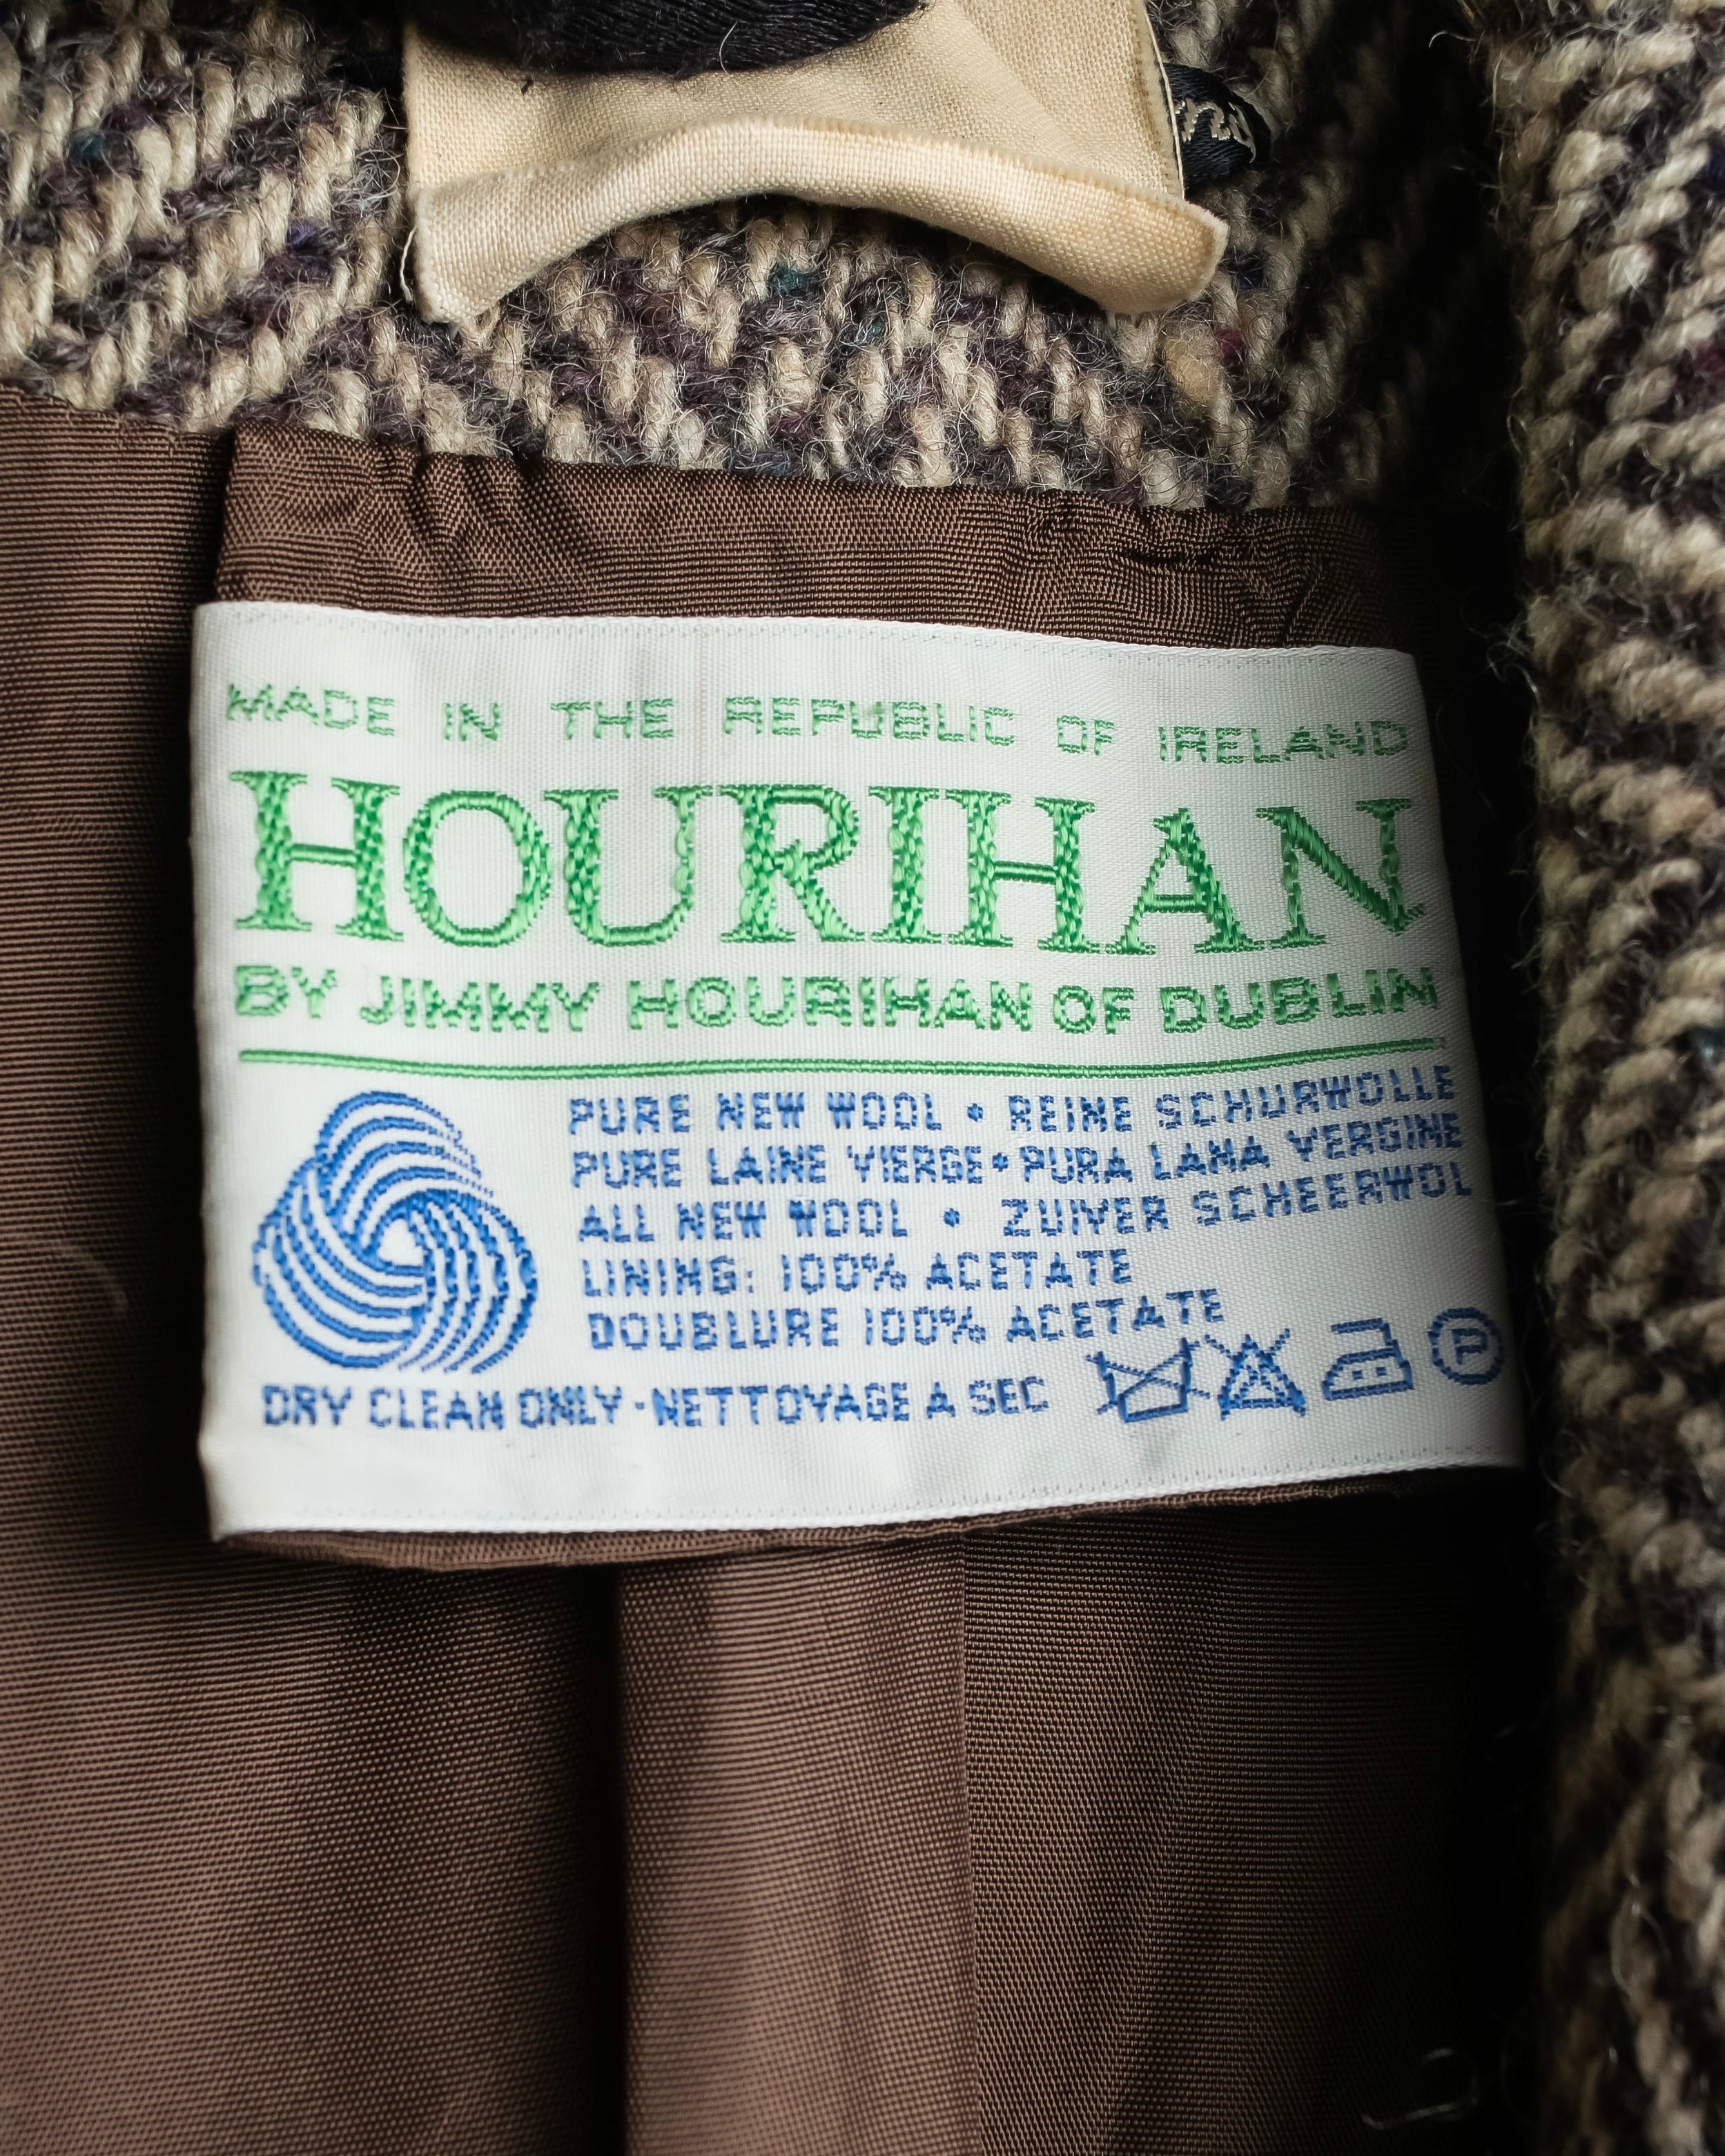 MADE IN THE REPUBLIC OF IRELAND
HOURIHAN
BY JIMMY HOURIHAN OF DUBLIN
PURE NEW WOOL • REINE SCHURWOLLE
PURE LAINE VIERGE • PURA LANA VERGINE
ALL NEW WOOL • ZUIVER SCHEERWOL
LINING: 100% ACETATE
DOUBLURE 100% ACETATE
DRY CLEAN ONLY · NETTOYAGE A SEC P